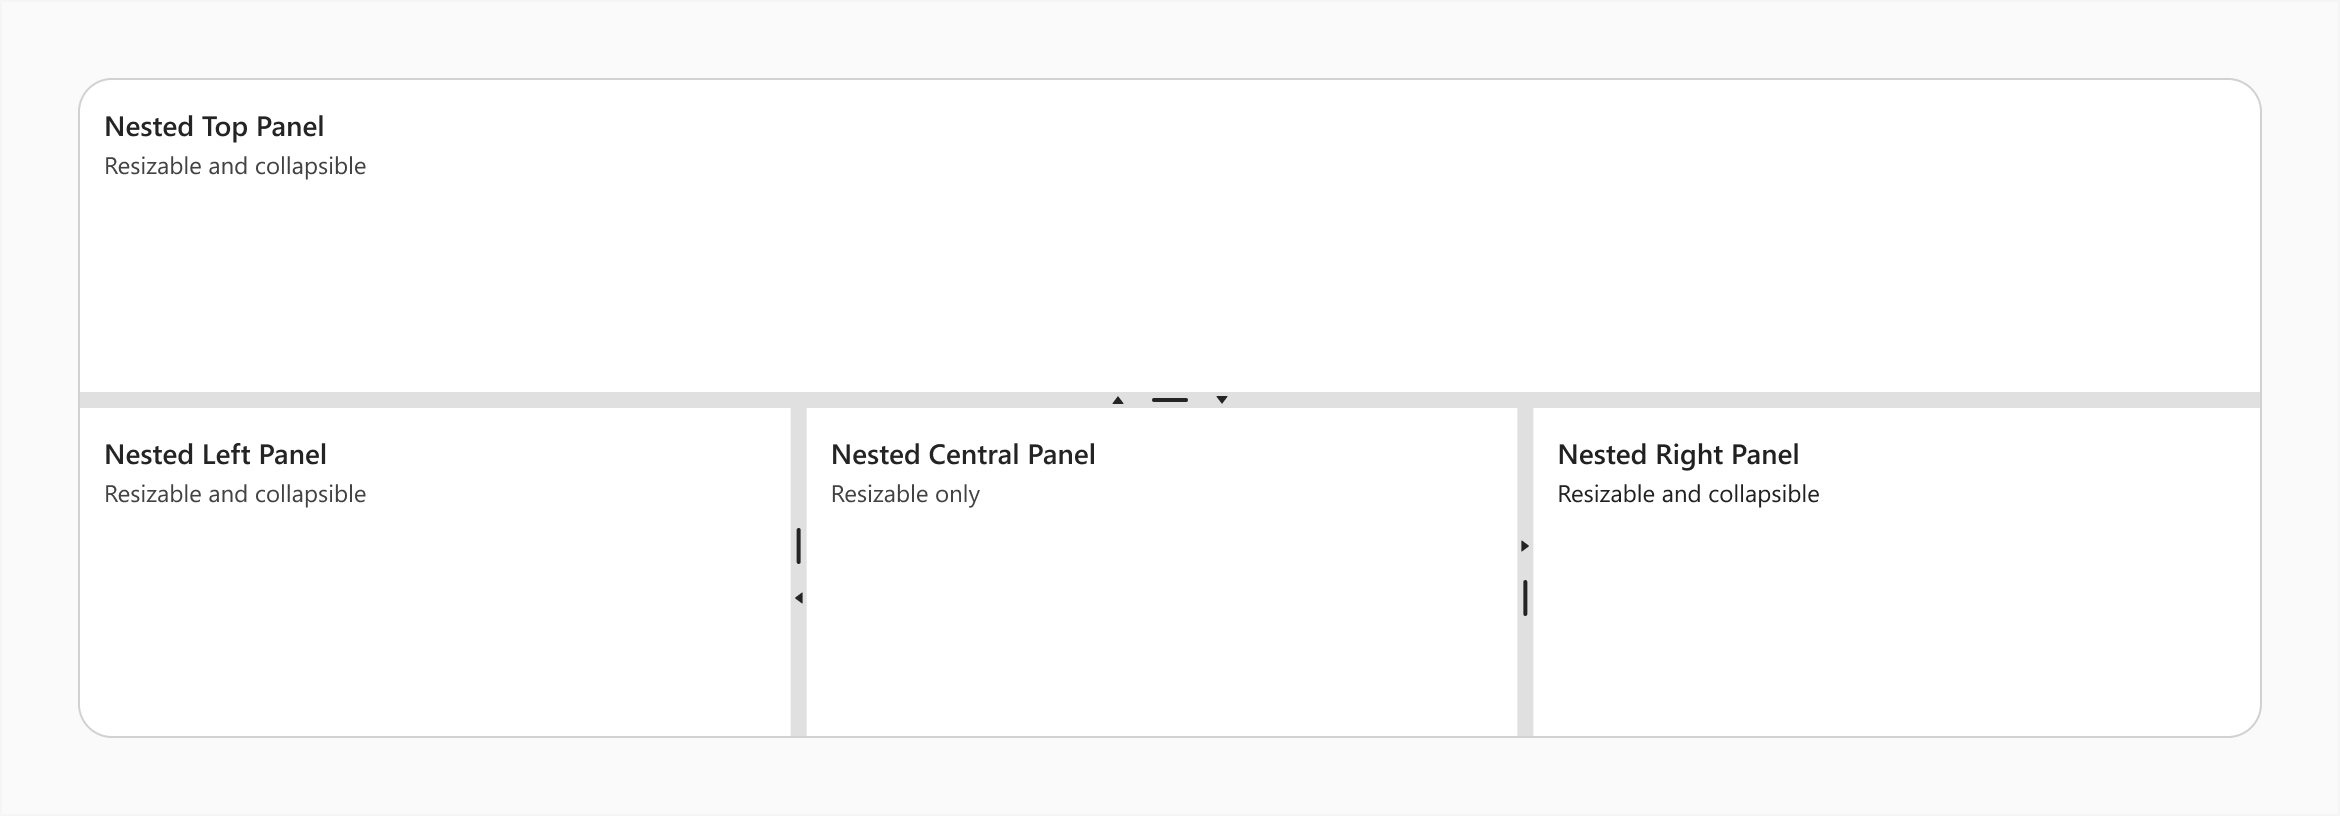 Nested Top Panel
Resizable and collapsible
Nested Left Panel
Resizable and collapsible
Nested Central Panel
Resizable only
Nested Right Panel
Resizable and collapsible